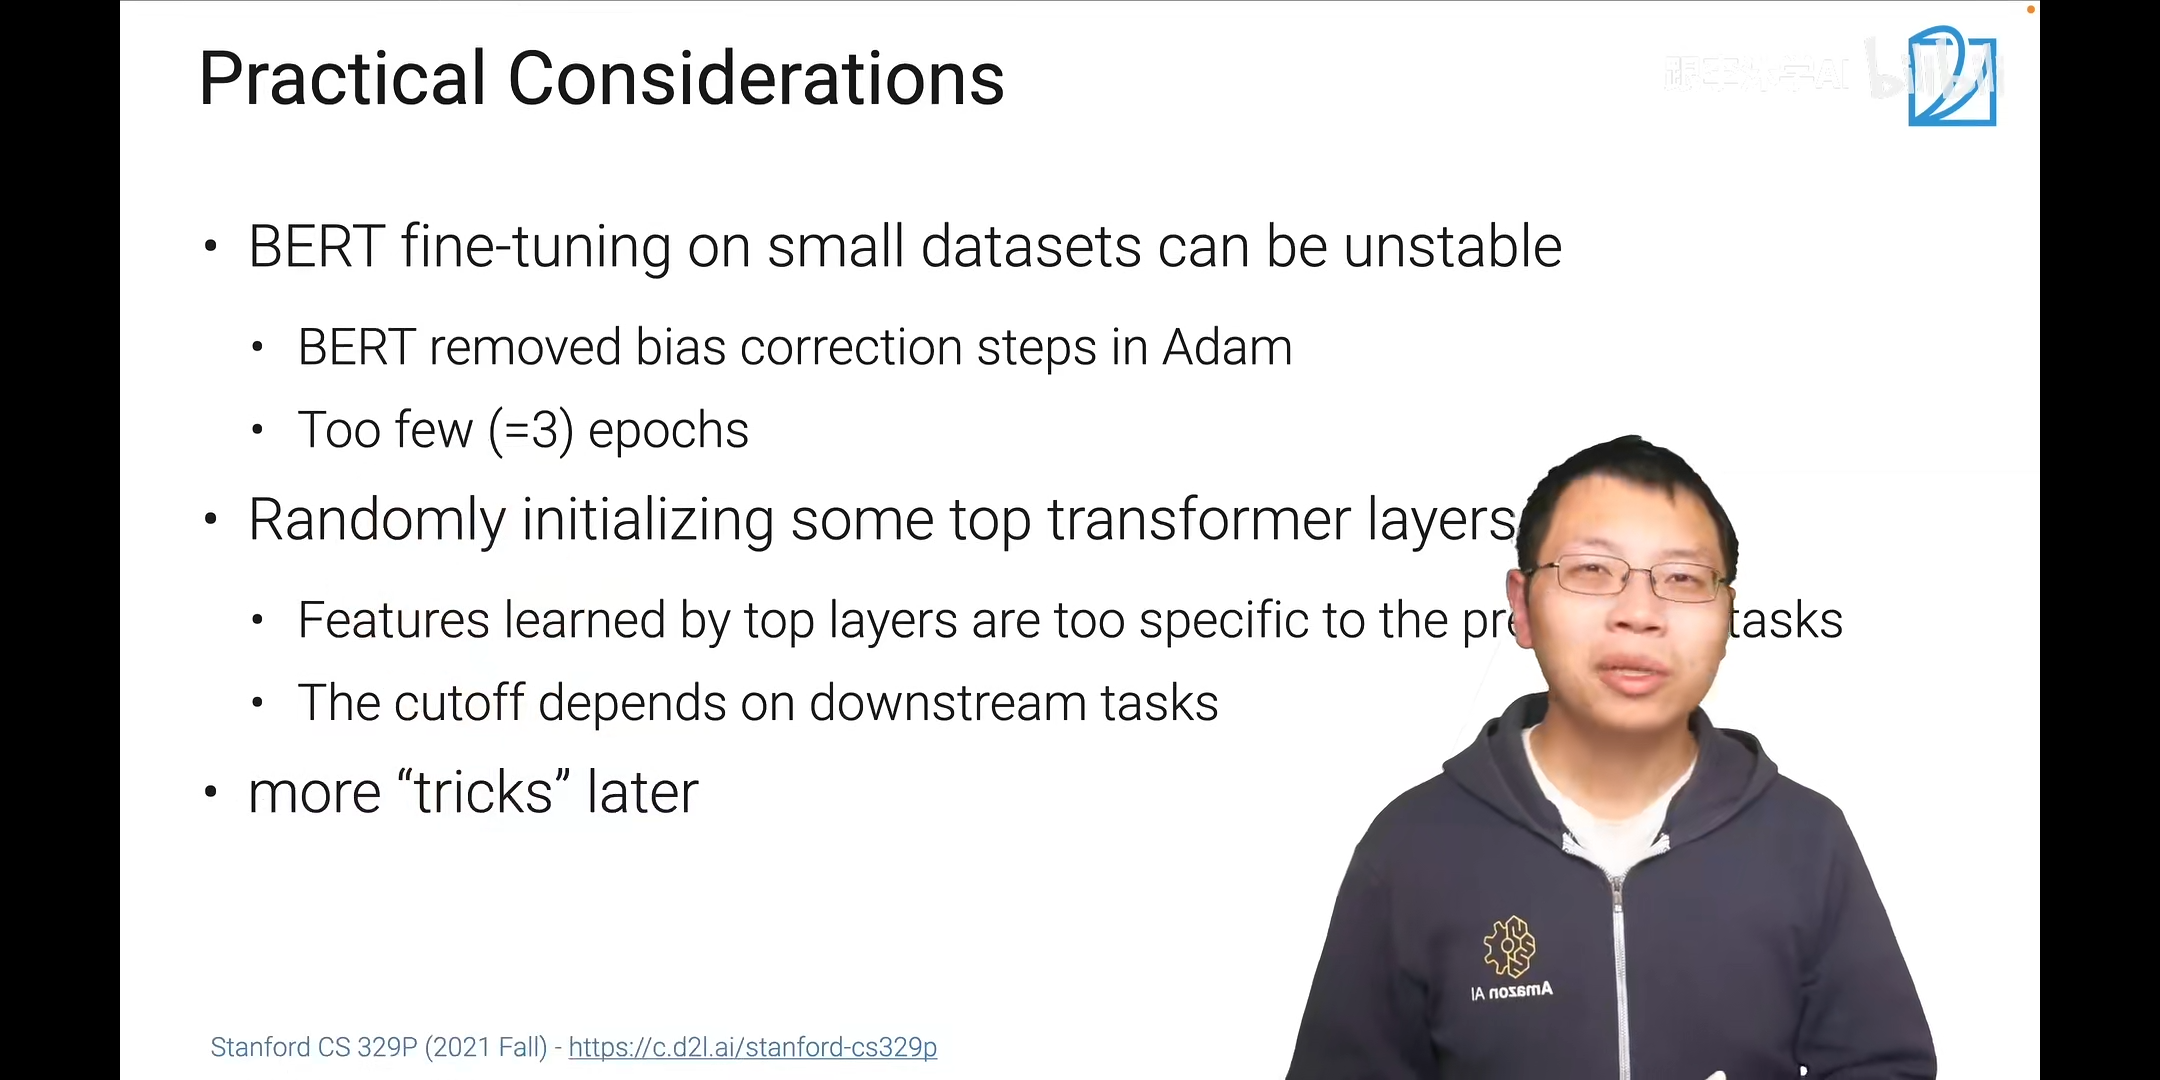 Practical Considerations
跟李沐学AI bilibili
• BERT fine-tuning on small datasets can be unstable
• BERT removed bias correction steps in Adam
• Too few (=3) epochs
• Randomly initializing some top transformer layers
• Features learned by top layers are too specific to the pre tasks
• The cutoff depends on downstream tasks
• more “tricks” later
Amazon AI
Stanford CS 329P (2021 Fall) - https://c.d2l.ai/stanford-cs329p